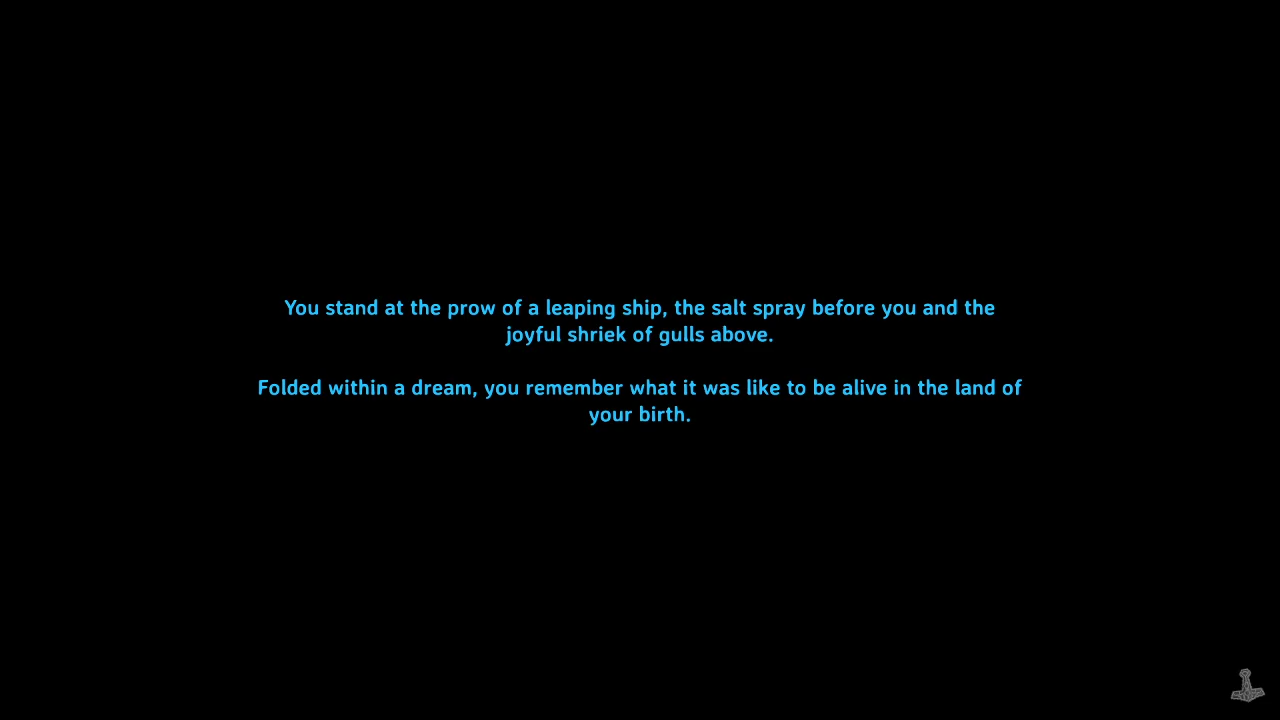 You stand at the prow of a leaping ship, the salt spray before you and the
joyful shriek of gulls above.
Folded within a dream, you remember what it was like to be alive in the land of
your birth.